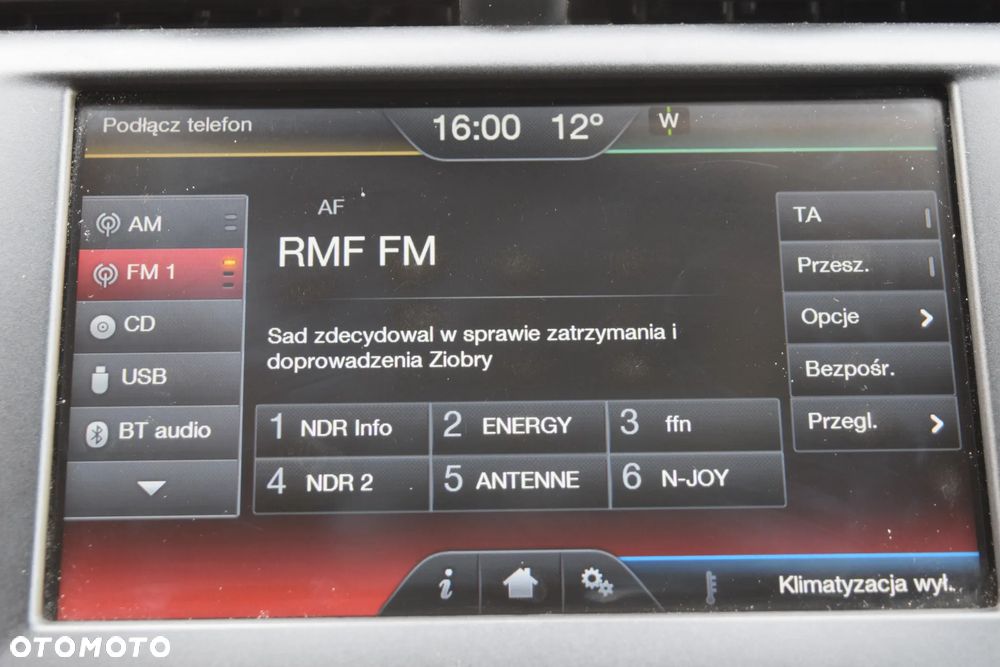 Podłącz telefon
16:00 12°
W
AM
FM 1
CD
USB
BT audio
AF
RMF FM
Sad zdecydowal w sprawie zatrzymania i
doprowadzenia Ziobry
1 NDR Info
2 ENERGY
3 ffn
4 NDR 2
5 ANTENNE
6 N-JOY
TA
Przesz.
Opcje
Bezpośr.
Przegl.
i
Klimatyzacja wył.
OTOMOTO